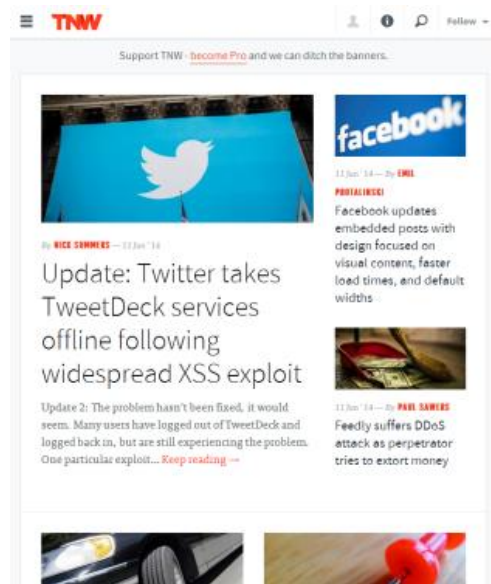 TNW
Follow
Support TNW - become Pro and we can ditch the banners.
By NICK SUMMERS — 11 Jun '14
Update: Twitter takes
TweetDeck services
offline following
widespread XSS exploit
Update 2: The problem hasn't been fixed, it would
seem. Many users have logged out of TweetDeck and
logged back in, but are still experiencing the problem.
One particular exploit... Keep reading →
facebook
11 Jun '14 — By EMIL
PROTALINSKI
Facebook updates
embedded posts with
design focused on
visual content, faster
load times, and default
widths
11 Jun '14 — By PAUL SAWERS
Feedly suffers DDoS
attack as perpetrator
tries to extort money